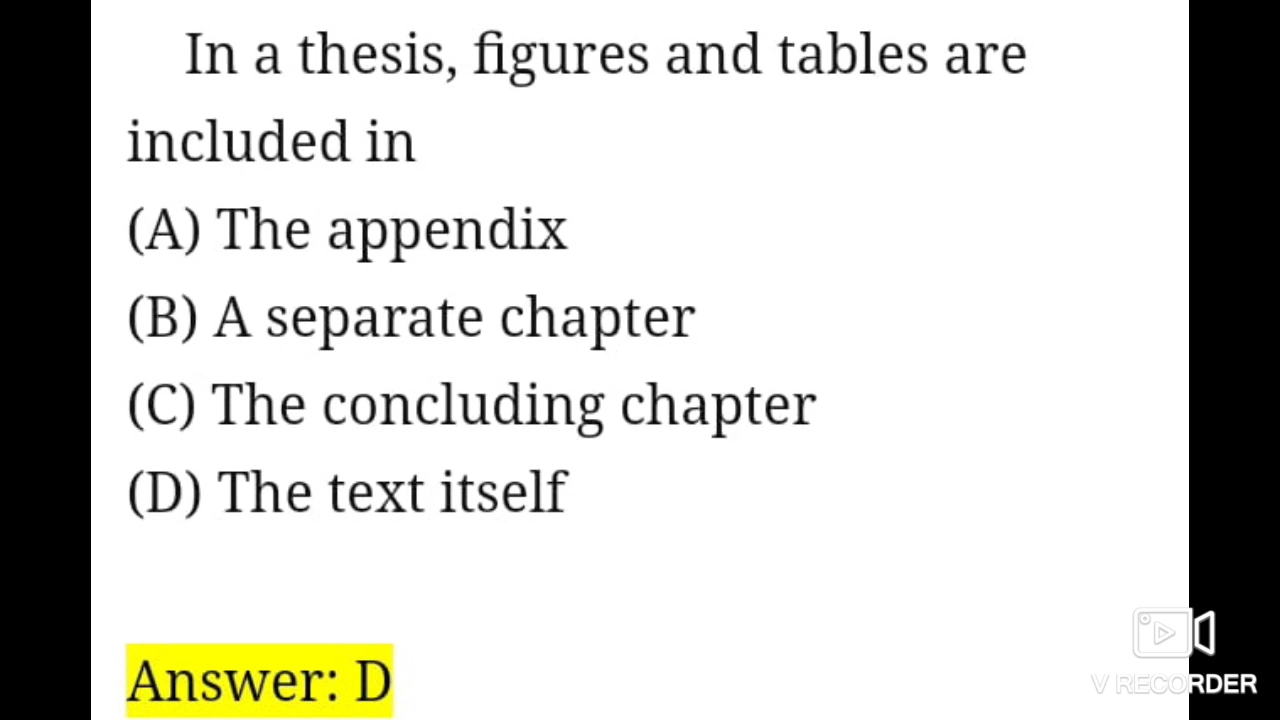 In a thesis, figures and tables are
included in
(A) The appendix
(B) A separate chapter
(C) The concluding chapter
(D) The text itself
Answer: D
V RECORDER